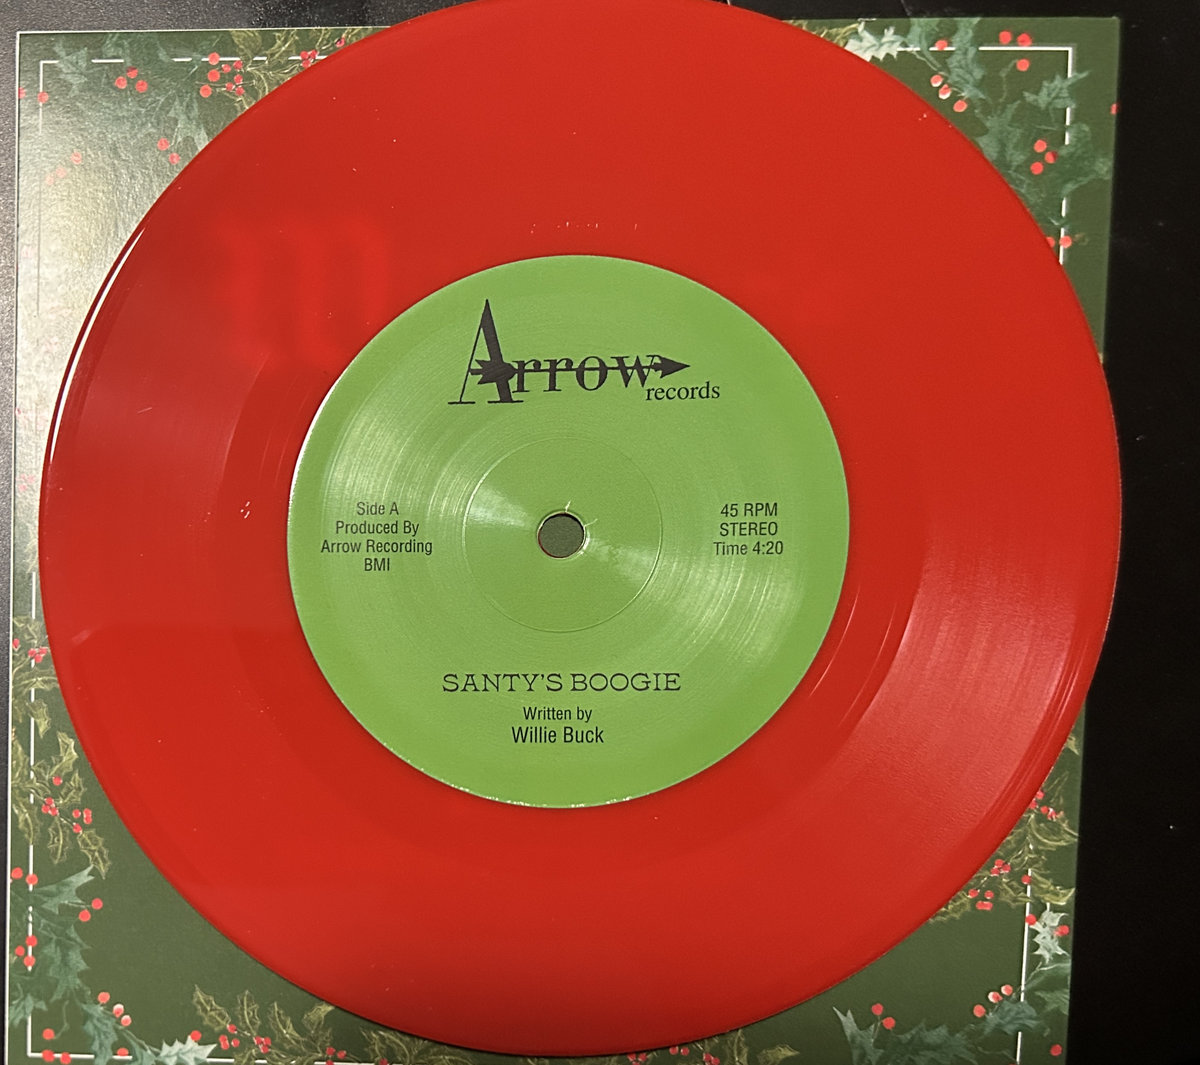 Arrow
records
Side A
Produced By
Arrow Recording
BMI
45 RPM
STEREO
Time 4:20
SANTY'S BOOGIE
Written by
Willie Buck